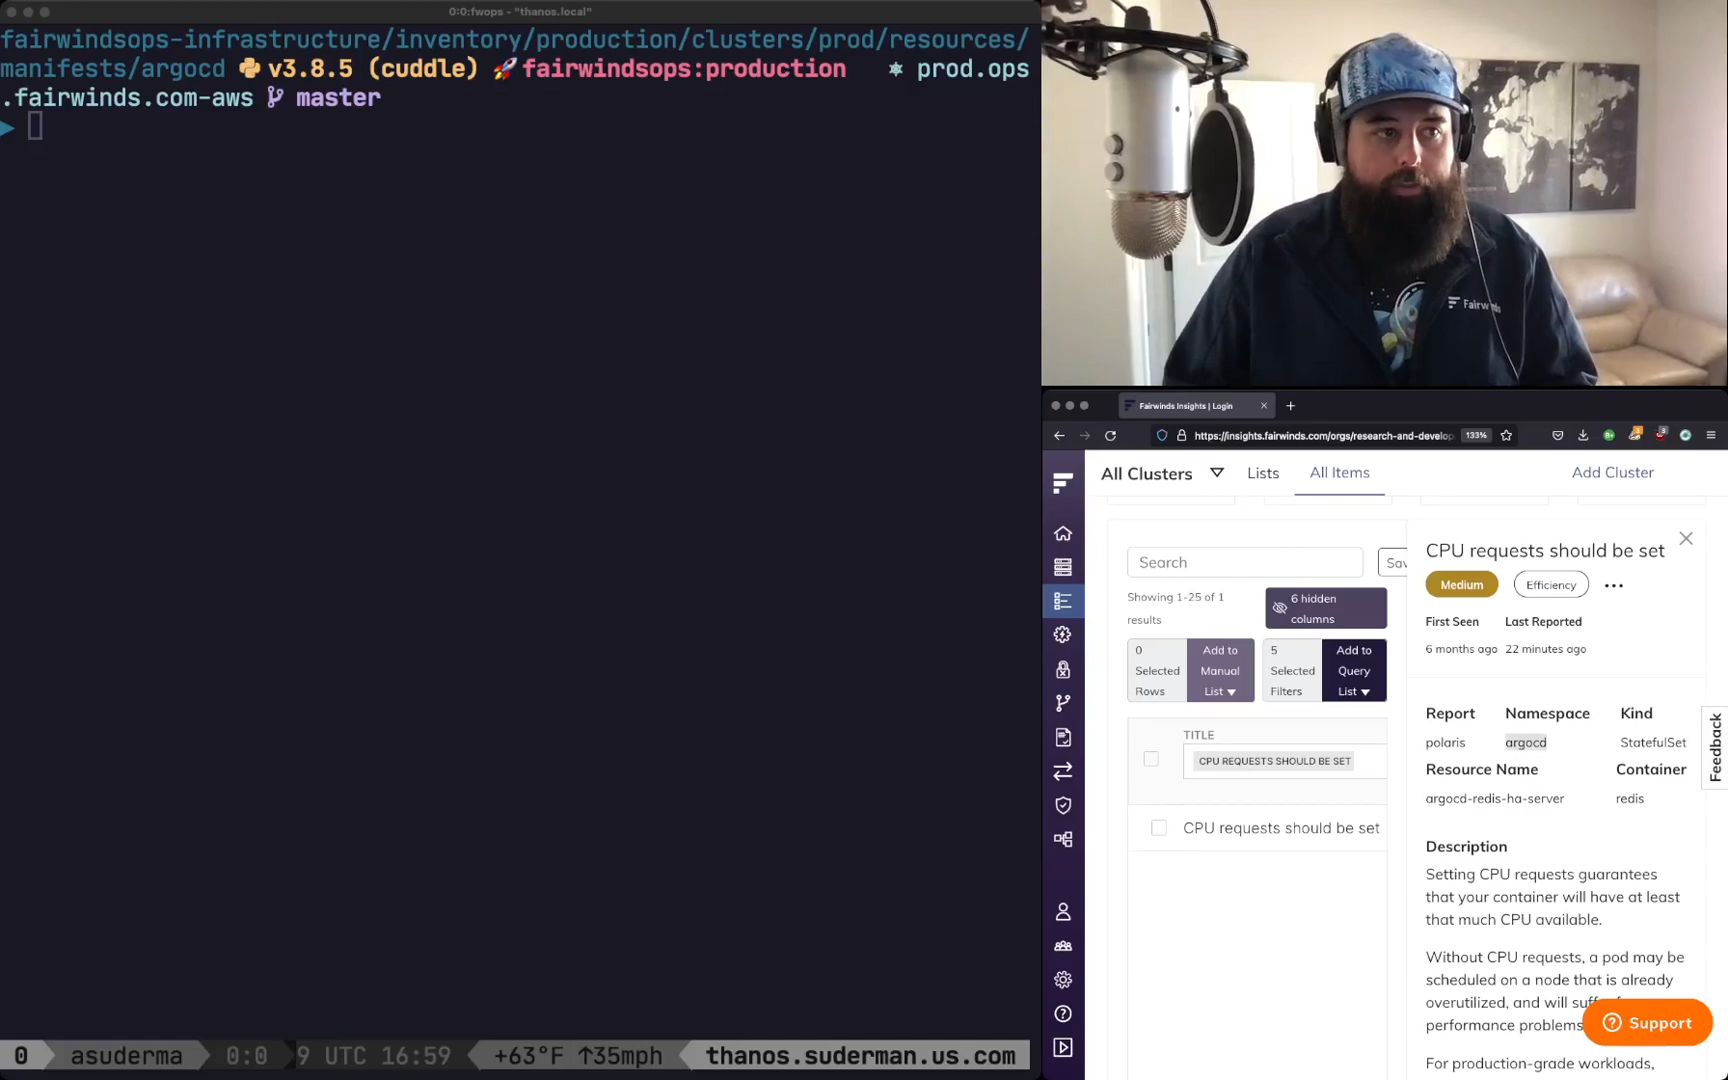 0:0:fwops - "thanos.local"
fairwindsops-infrastructure/inventory/production/clusters/prod/resources/
manifests/argocd v3.8.5 (cuddle) fairwindsops:production prod.ops
.fairwinds.com-aws master
0 asuderma 0:0 9 UTC 16:59 +63°F ↑35mph thanos.suderman.us.com
Fairwinds Insights | Login
https://insights.fairwinds.com/orgs/research-and-develop 133%
All Clusters Lists All Items Add Cluster
Search
Sav
Showing 1-25 of 1
results
6 hidden
columns
0
Selected
Rows
Add to
Manual
List
5
Selected
Filters
Add to
Query
List
TITLE
CPU REQUESTS SHOULD BE SET
CPU requests should be set
CPU requests should be set
Medium Efficiency
First Seen Last Reported
6 months ago 22 minutes ago
Report Namespace Kind
polaris argocd StatefulSet
Resource Name Container
argocd-redis-ha-server redis
Description
Setting CPU requests guarantees
that your container will have at least
that much CPU available.
Without CPU requests, a pod may be
scheduled on a node that is already
overutilized, and will
performance problems
For production-grade workloads,
Feedback
Support